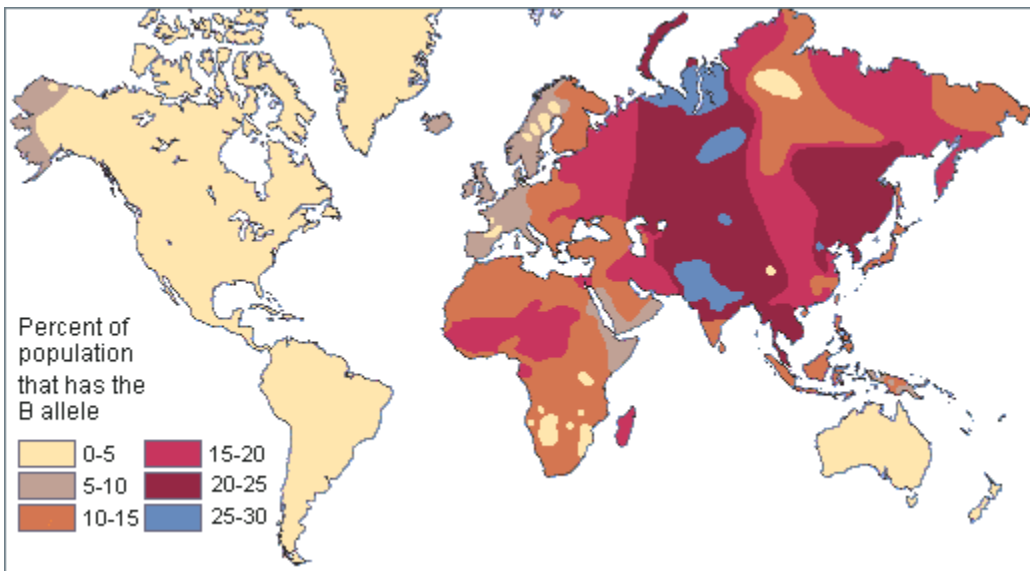 Percent of
population
that has the
B allele
0-5
15-20
5-10
20-25
10-15
25-30